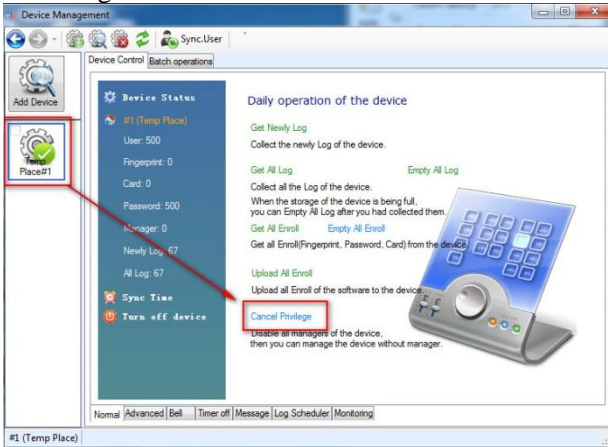 Device Management
Sync.User
Device Control Batch operations
Add Device
Temp
Place#1
Device Status
#1 (Temp Place)
User: 500
Fingerprint: 0
Card: 0
Password: 500
Manager: 0
Newly Log: 67
All Log: 67
Sync Time
Turn off device
Daily operation of the device
Get Newly Log
Collect the newly Log of the device.
Get All Log Empty All Log
Collect all the Log of the device.
When the storage of the device is being full,
you can Empty All Log after you had collected them.
Get All Enroll Empty All Enroll
Get all Enroll(Fingerprint, Password, Card) from the device.
Upload All Enroll
Upload all Enroll of the software to the device.
Cancel Privilege
Disable all managers of the device,
then you can manage the device without manager.
Normal Advanced Bell Timer off Message Log Scheduler Monitoring
#1 (Temp Place)